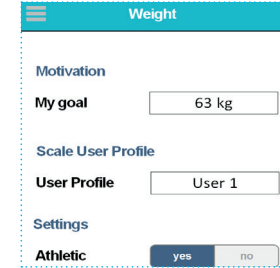 Weight
Motivation
My goal 63 kg
Scale User Profile
User Profile User 1
Settings
Athletic yes no